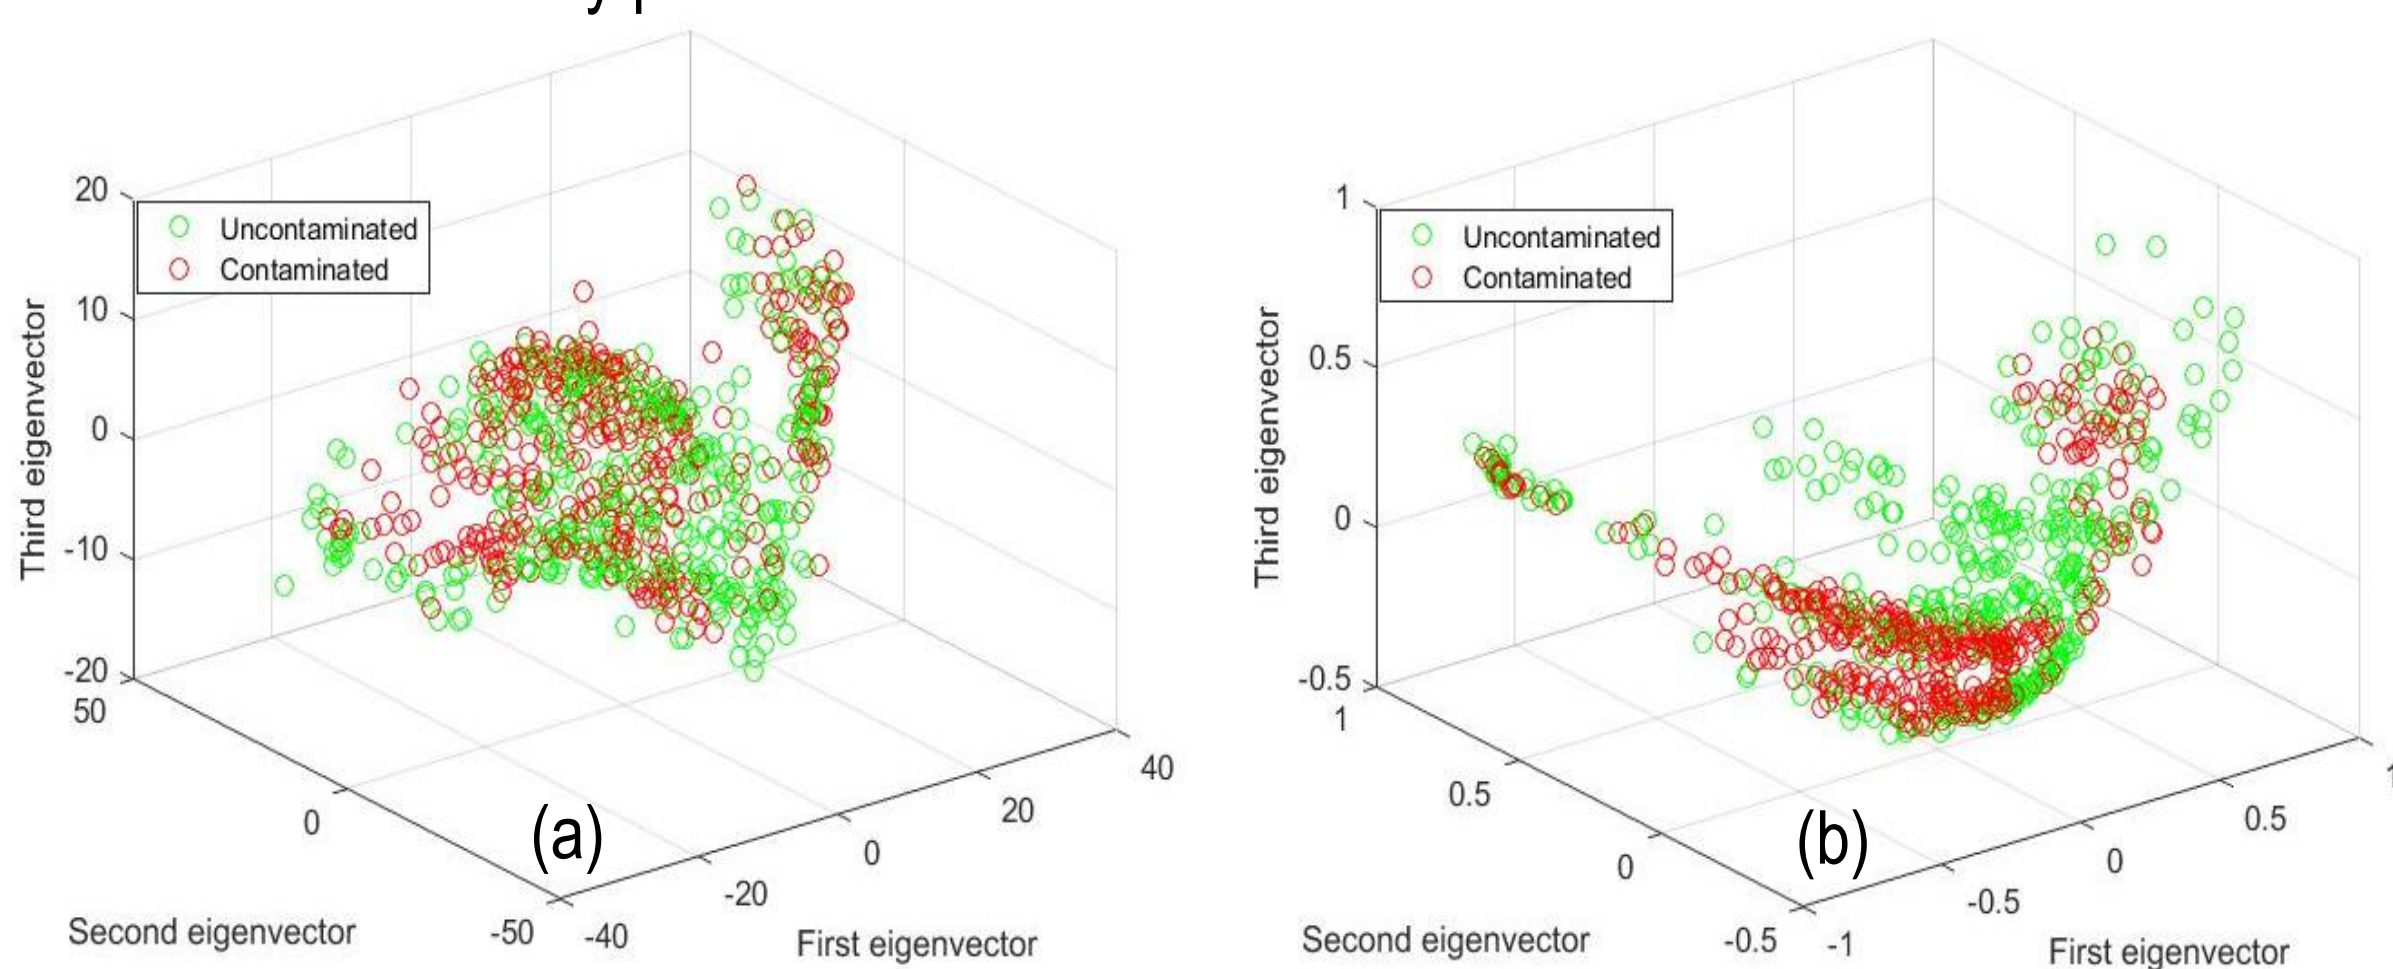 Uncontaminated
Contaminated
Third eigenvector
20
10
0
-10
-20
50
0
-50
-40
-20
0
20
40
Second eigenvector
First eigenvector
(a)
Uncontaminated
Contaminated
Third eigenvector
1
0.5
0
-0.5
1
0.5
0
-0.5
-1
-0.5
0
0.5
Second eigenvector
First eigenvector
(b)